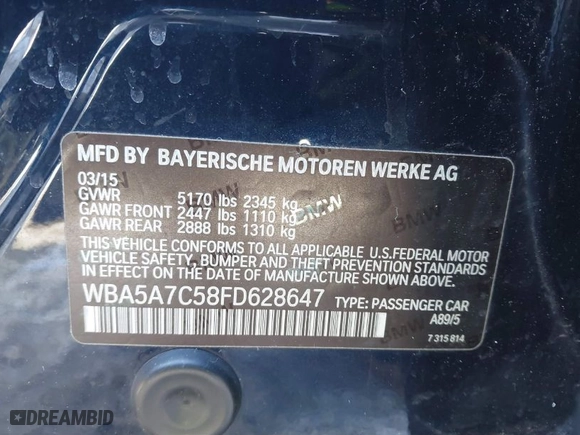 MFD BY BAYERISCHE MOTOREN WERKE AG
03/15
GVWR 5170 lbs 2345 kg
GAWR FRONT 2447 lbs 1110 kg
GAWR REAR 2888 lbs 1310 kg
THIS VEHICLE CONFORMS TO ALL APPLICABLE U.S.FEDERAL MOTOR
VEHICLE SAFETY, BUMPER AND THEFT PREVENTION STANDARDS
IN EFFECT ON THE DATE OF MANUFACTURE SHOWN ABOVE.
WBA5A7C58FD628647 TYPE: PASSENGER CAR
A89/5
7 315 814
BMW
BMW
DREAMBID